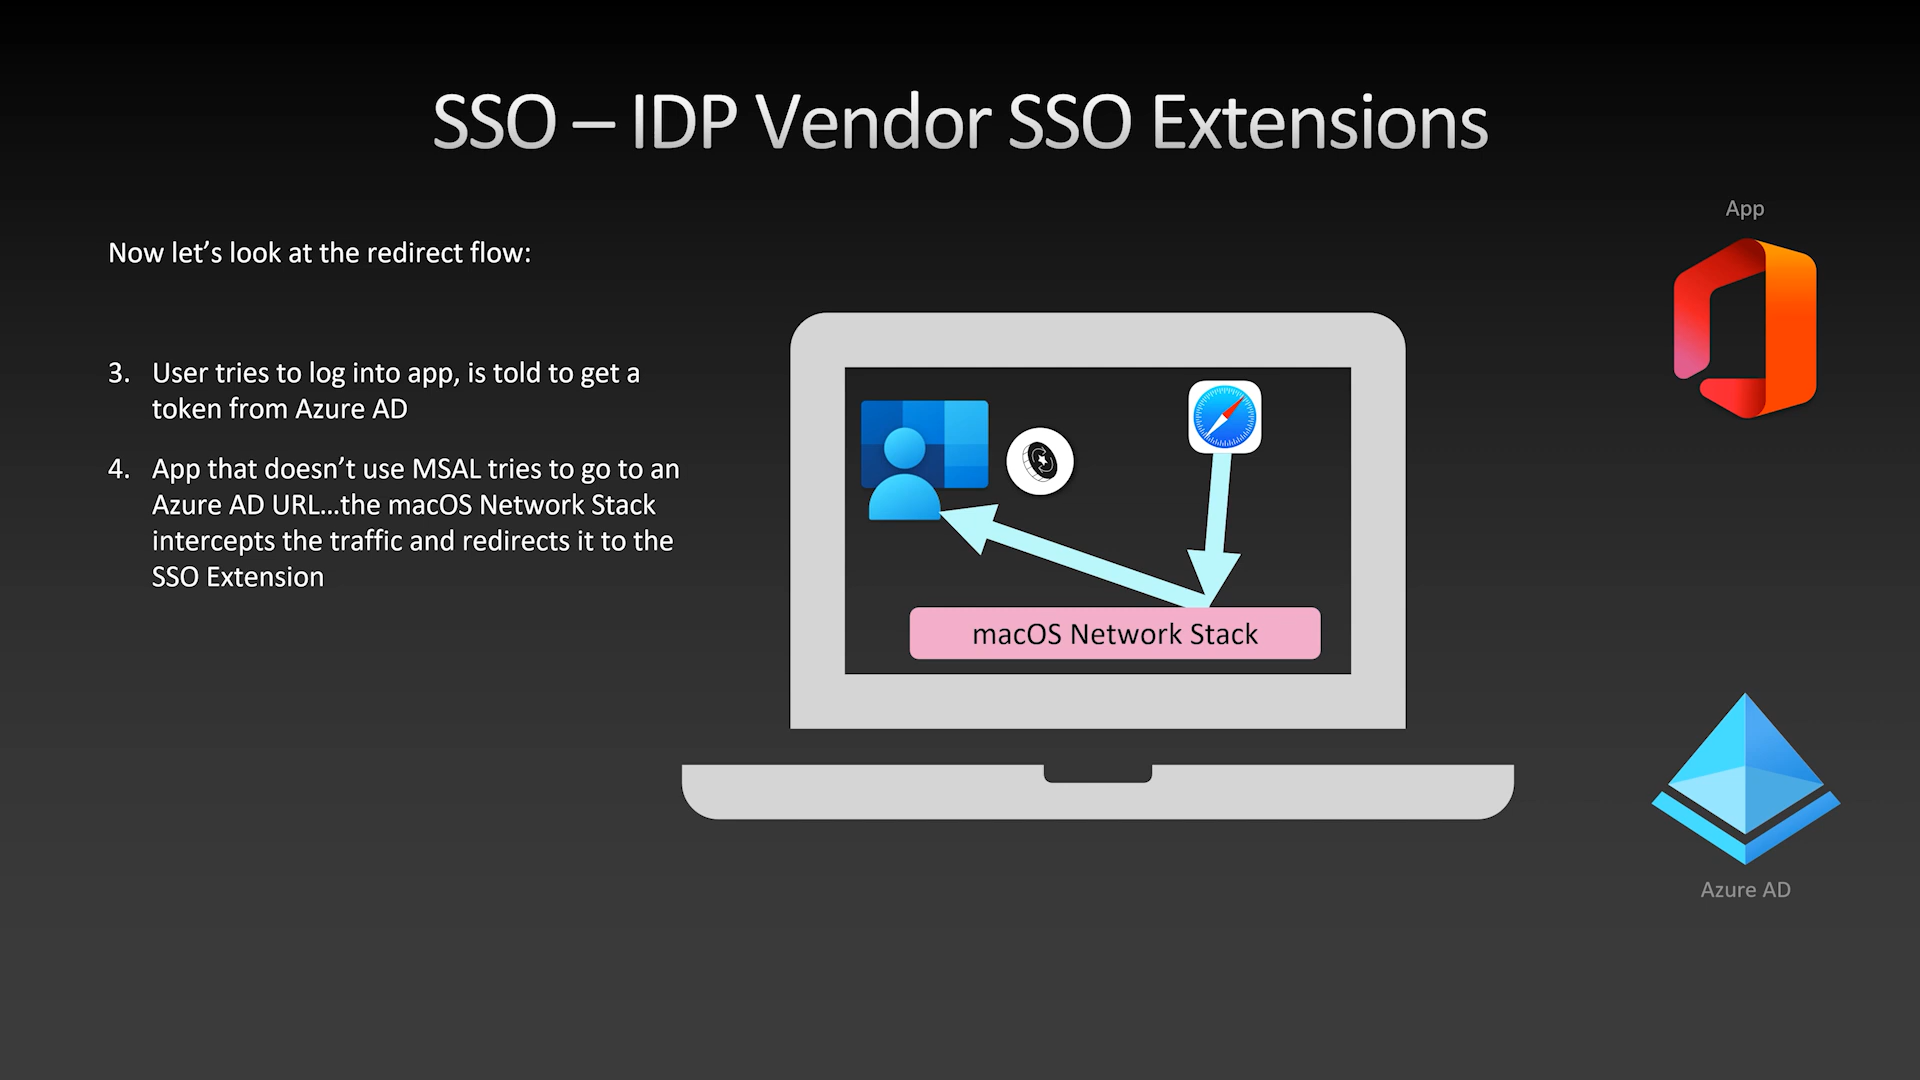 SSO – IDP Vendor SSO Extensions
App
Now let’s look at the redirect flow:
3. User tries to log into app, is told to get a
token from Azure AD
4. App that doesn’t use MSAL tries to go to an
Azure AD URL…the macOS Network Stack
intercepts the traffic and redirects it to the
SSO Extension
macOS Network Stack
Azure AD